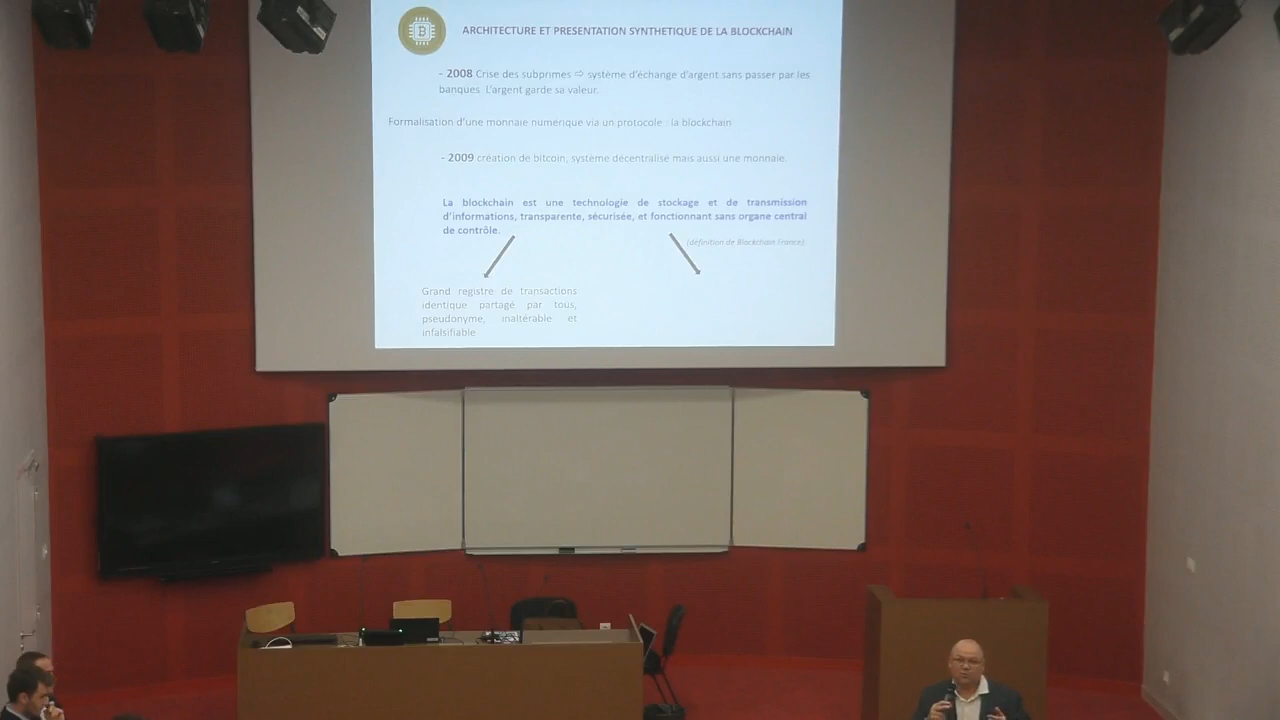 ARCHITECTURE ET PRESENTATION SYNTHETIQUE DE LA BLOCKCHAIN
- 2008 Crise des subprimes ⇨ système d'échange d'argent sans passer par les
banques L'argent garde sa valeur.
Formalisation d'une monnaie numérique via un protocole : la blockchain
- 2009 création de bitcoin, système décentralisé mais aussi une monnaie.
La blockchain est une technologie de stockage et de transmission
d'informations, transparente, sécurisée, et fonctionnant sans organe central
de contrôle.
(définition de Blockchain France)
Grand registre de transactions
identique partagé par tous,
pseudonyme, inaltérable et
infalsifiable